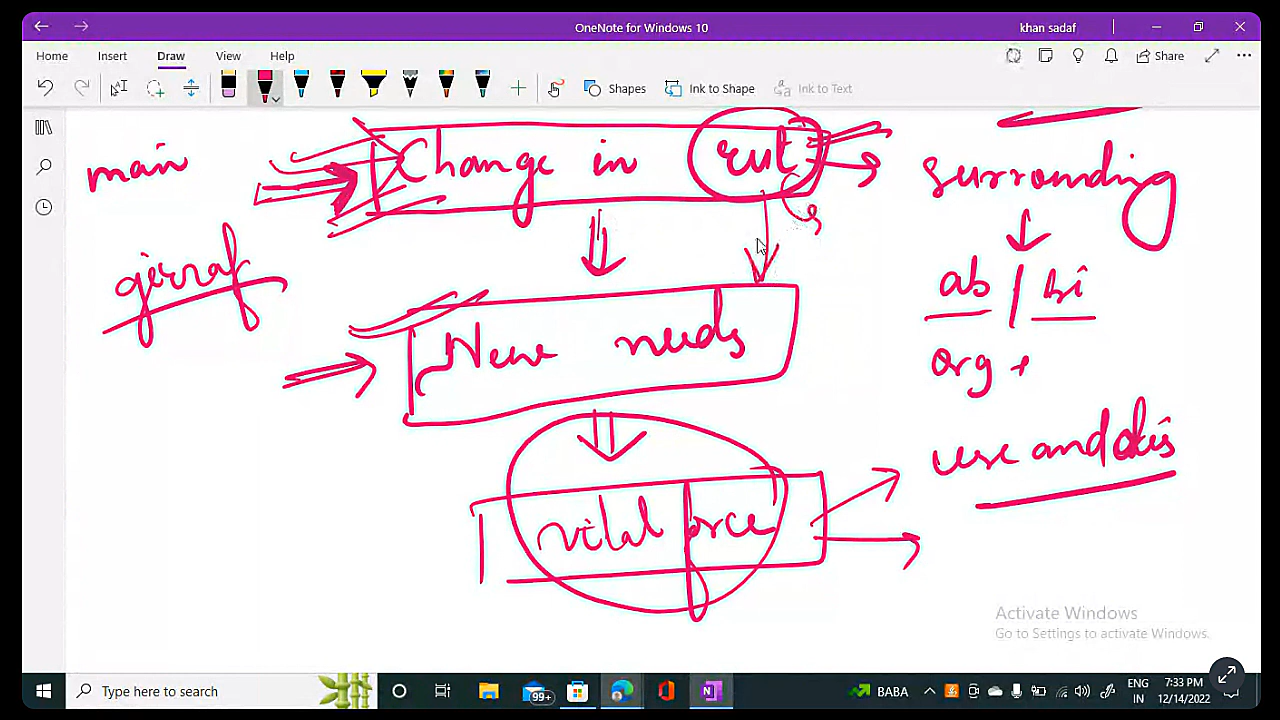 OneNote for Windows 10
khan sadaf
Home Insert Draw View Help
Share
Shapes Ink to Shape Ink to Text
main
Change in
surrounding
girraf
ab / bi
New needs
org +
use and dis
vital force
Activate Windows
Go to Settings to activate Windows.
Type here to search
99+
BABA
ENG
IN
7:33 PM
12/14/2022